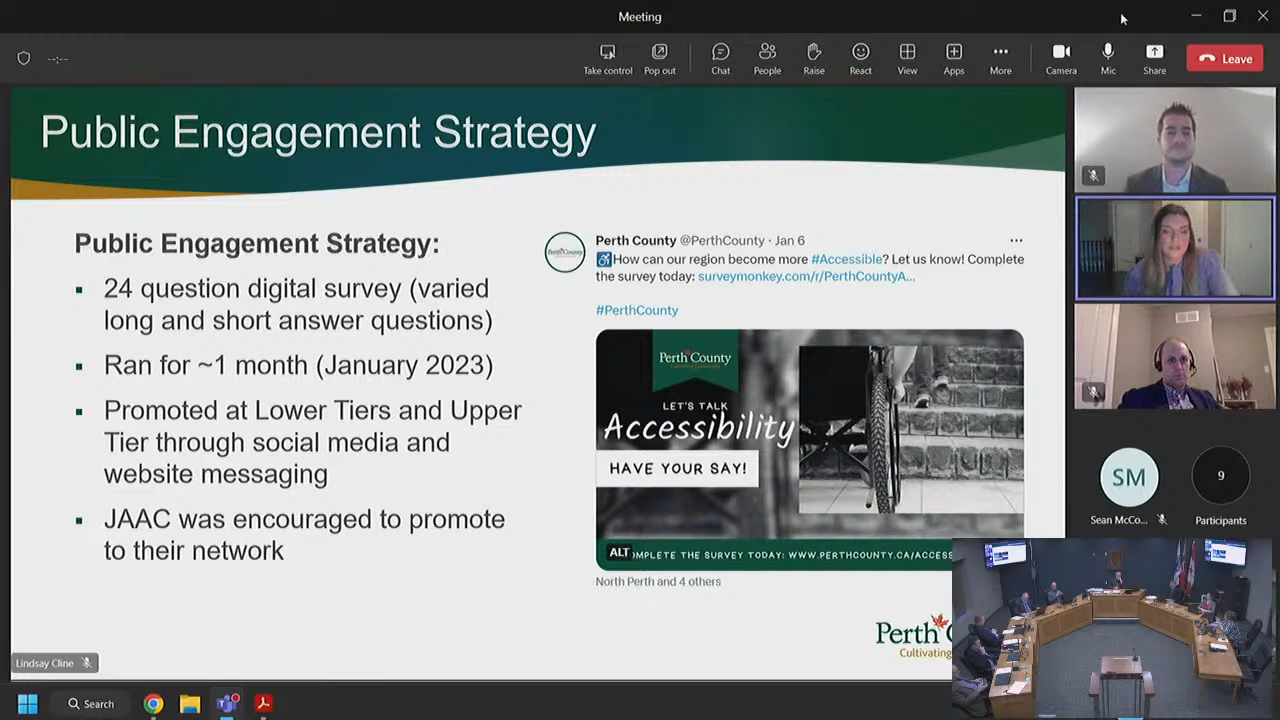 Meeting
--:--
Take control
Pop out
Chat
People
Raise
React
View
Apps
More
Camera
Mic
Share
Leave
Public Engagement Strategy
Public Engagement Strategy:
▪ 24 question digital survey (varied
long and short answer questions)
▪ Ran for ~1 month (January 2023)
▪ Promoted at Lower Tiers and Upper
Tier through social media and
website messaging
▪ JAAC was encouraged to promote
to their network
Perth County @PerthCounty · Jan 6
How can our region become more #Accessible? Let us know! Complete
the survey today: surveymonkey.com/r/PerthCountyA...
#PerthCounty
Perth County
LET'S TALK
Accessibility
HAVE YOUR SAY!
ALT
OMPLETE THE SURVEY TODAY: WWW.PERTHCOUNTY.CA/ACCESS
North Perth and 4 others
Perth C
Cultivating
Lindsay Cline
SM
Sean McCo...
9
Participants
Search